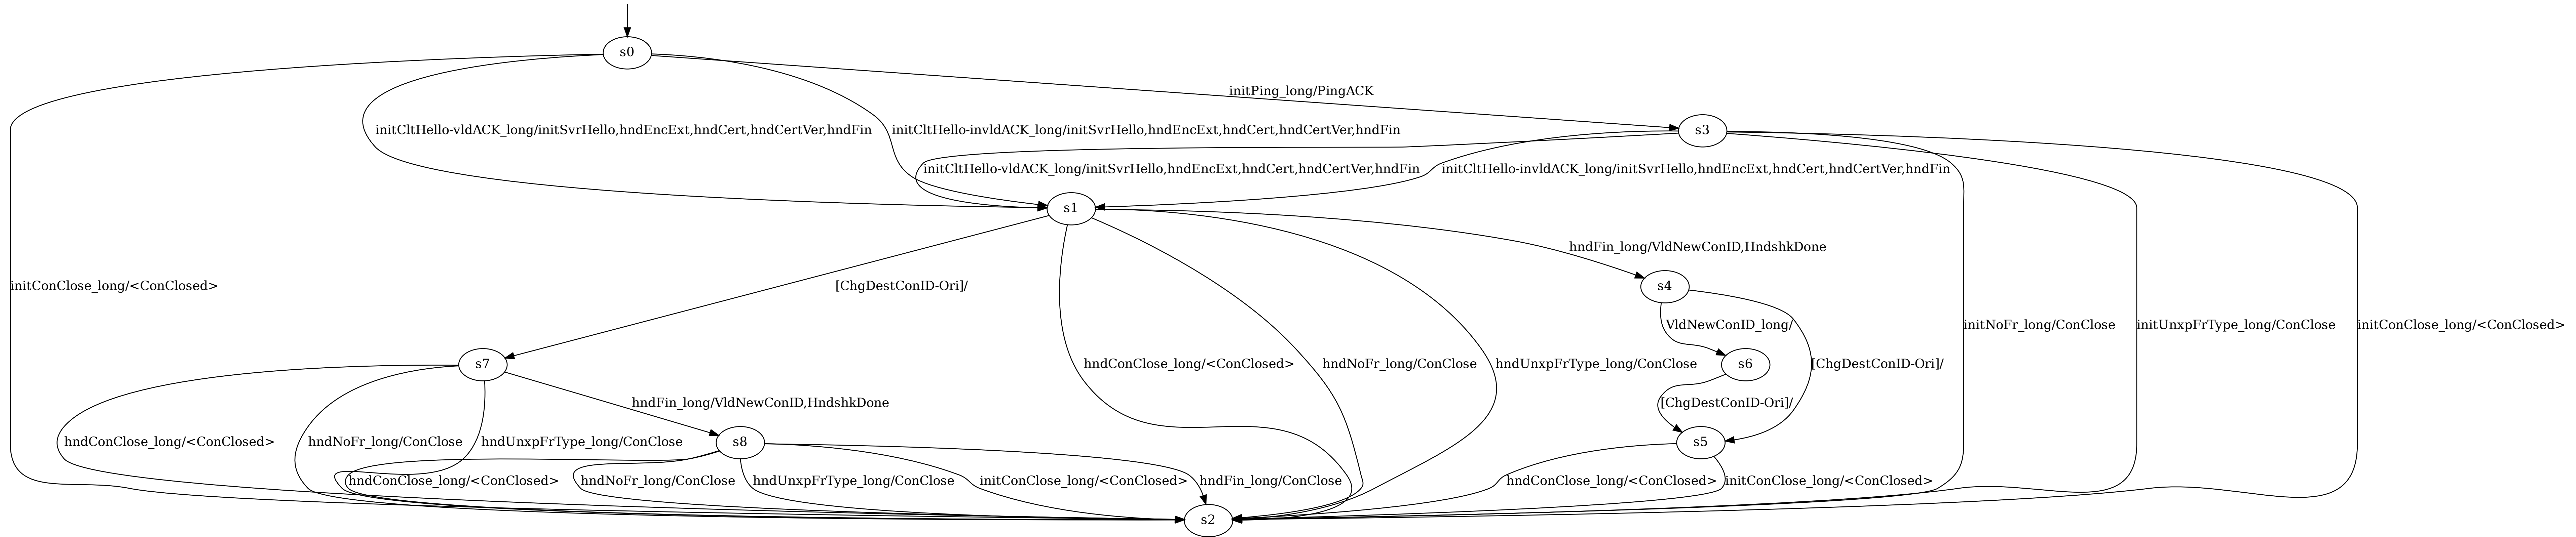 s0
initPing_long/PingACK
initCltHello-vldACK_long/initSvrHello,hndEncExt,hndCert,hndCertVer,hndFin
initCltHello-invldACK_long/initSvrHello,hndEncExt,hndCert,hndCertVer,hndFin
s3
initCltHello-vldACK_long/initSvrHello,hndEncExt,hndCert,hndCertVer,hndFin
initCltHello-invldACK_long/initSvrHello,hndEncExt,hndCert,hndCertVer,hndFin
s1
hndFin_long/VldNewConID,HndshkDone
initConClose_long/<ConClosed>
[ChgDestConID-Ori]/
s4
VldNewConID_long/
initNoFr_long/ConClose
initUnxpFrType_long/ConClose
initConClose_long/<ConClosed>
s7
hndConClose_long/<ConClosed>
hndNoFr_long/ConClose
hndUnxpFrType_long/ConClose
s6
[ChgDestConID-Ori]/
hndFin_long/VldNewConID,HndshkDone
[ChgDestConID-Ori]/
hndConClose_long/<ConClosed>
hndNoFr_long/ConClose
hndUnxpFrType_long/ConClose
s8
s5
hndConClose_long/<ConClosed>
hndNoFr_long/ConClose
hndUnxpFrType_long/ConClose
initConClose_long/<ConClosed>
hndFin_long/ConClose
hndConClose_long/<ConClosed>
initConClose_long/<ConClosed>
s2